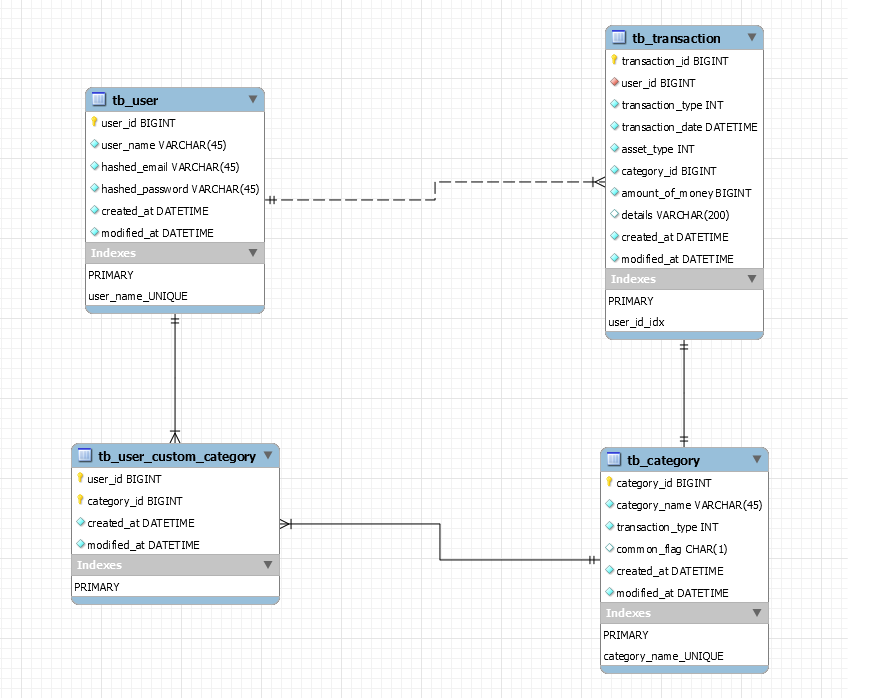 tb_user
user_id BIGINT
user_name VARCHAR(45)
hashed_email VARCHAR(45)
hashed_password VARCHAR(45)
created_at DATETIME
modified_at DATETIME
Indexes
PRIMARY
user_name_UNIQUE
tb_transaction
transaction_id BIGINT
user_id BIGINT
transaction_type INT
transaction_date DATETIME
asset_type INT
category_id BIGINT
amount_of_money BIGINT
details VARCHAR(200)
created_at DATETIME
modified_at DATETIME
Indexes
PRIMARY
user_id_idx
tb_user_custom_category
user_id BIGINT
category_id BIGINT
created_at DATETIME
modified_at DATETIME
Indexes
PRIMARY
tb_category
category_id BIGINT
category_name VARCHAR(45)
transaction_type INT
common_flag CHAR(1)
created_at DATETIME
modified_at DATETIME
Indexes
PRIMARY
category_name_UNIQUE